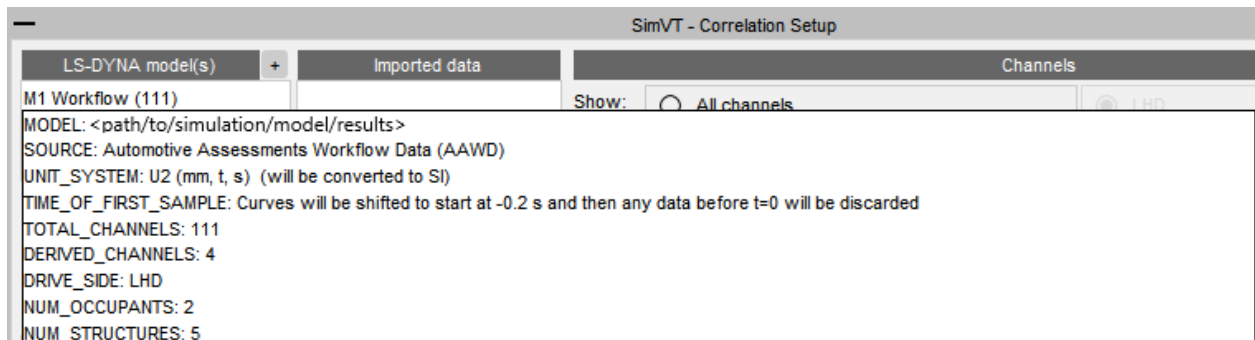 SimVT - Correlation Setup
LS-DYNA model(s) + Imported data Channels
M1 Workflow (111) Show: All channels LHD
MODEL: <path/to/simulation/model/results>
SOURCE: Automotive Assessments Workflow Data (AAWD)
UNIT_SYSTEM: U2 (mm, t, s) (will be converted to SI)
TIME_OF_FIRST_SAMPLE: Curves will be shifted to start at -0.2 s and then any data before t=0 will be discarded
TOTAL_CHANNELS: 111
DERIVED_CHANNELS: 4
DRIVE_SIDE: LHD
NUM_OCCUPANTS: 2
NUM_STRUCTURES: 5